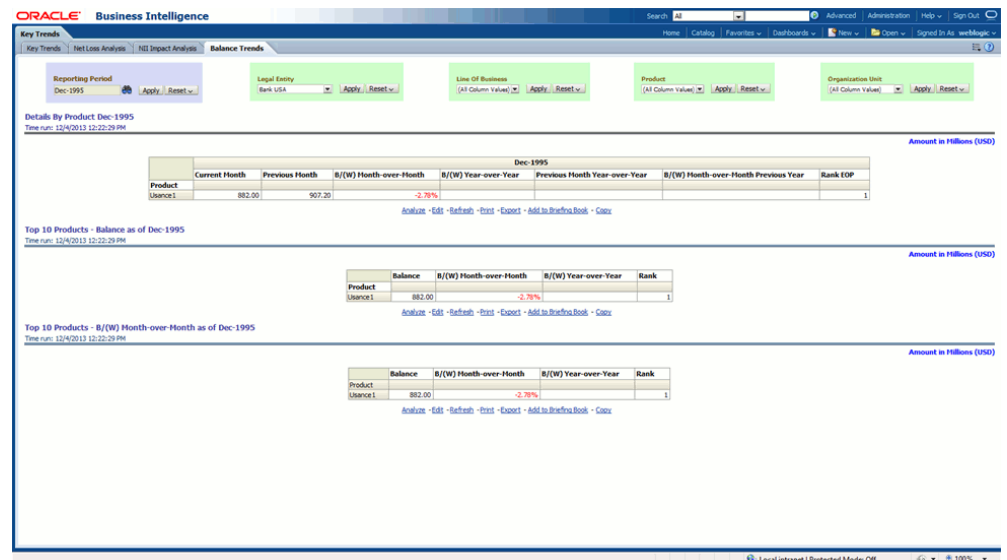 ORACLE Business Intelligence
Search All Advanced Administration Help Sign Out
Key Trends Home Catalog Favorites Dashboards New Open Signed In As weblogic
Key Trends Net Loss Analysis NII Impact Analysis Balance Trends
Reporting Period Legal Entity Line Of Business Product Organization Unit
Dec-1995 Apply Reset Bank USA Apply Reset (All Column Values) Apply Reset (All Column Values) Apply Reset (All Column Values) Apply Reset
Details By Product Dec-1995
Time run: 12/4/2013 12:22:29 PM
Amount in Millions (USD)
Dec-1995
Current Month Previous Month B/(W) Month-over-Month B/(W) Year-over-Year Previous Month Year-over-Year B/(W) Month-over-Month Previous Year Rank EOP
Product
Usance1 882.00 907.20 -2.78% 1
Analyze - Edit - Refresh - Print - Export - Add to Briefing Book - Copy
Top 10 Products - Balance as of Dec-1995
Time run: 12/4/2013 12:22:29 PM
Amount in Millions (USD)
Balance B/(W) Month-over-Month B/(W) Year-over-Year Rank
Product
Usance1 882.00 -2.78% 1
Analyze - Edit - Refresh - Print - Export - Add to Briefing Book - Copy
Top 10 Products - B/(W) Month-over-Month as of Dec-1995
Time run: 12/4/2013 12:22:29 PM
Amount in Millions (USD)
Balance B/(W) Month-over-Month B/(W) Year-over-Year Rank
Product
Usance1 882.00 -2.78% 1
Analyze - Edit - Refresh - Print - Export - Add to Briefing Book - Copy
Local intranet | Protected Mode: Off 100%